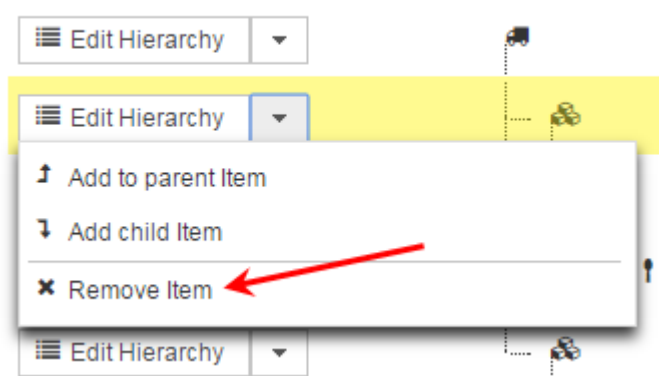 Edit Hierarchy
Edit Hierarchy
Add to parent Item
Add child Item
Remove Item
Edit Hierarchy